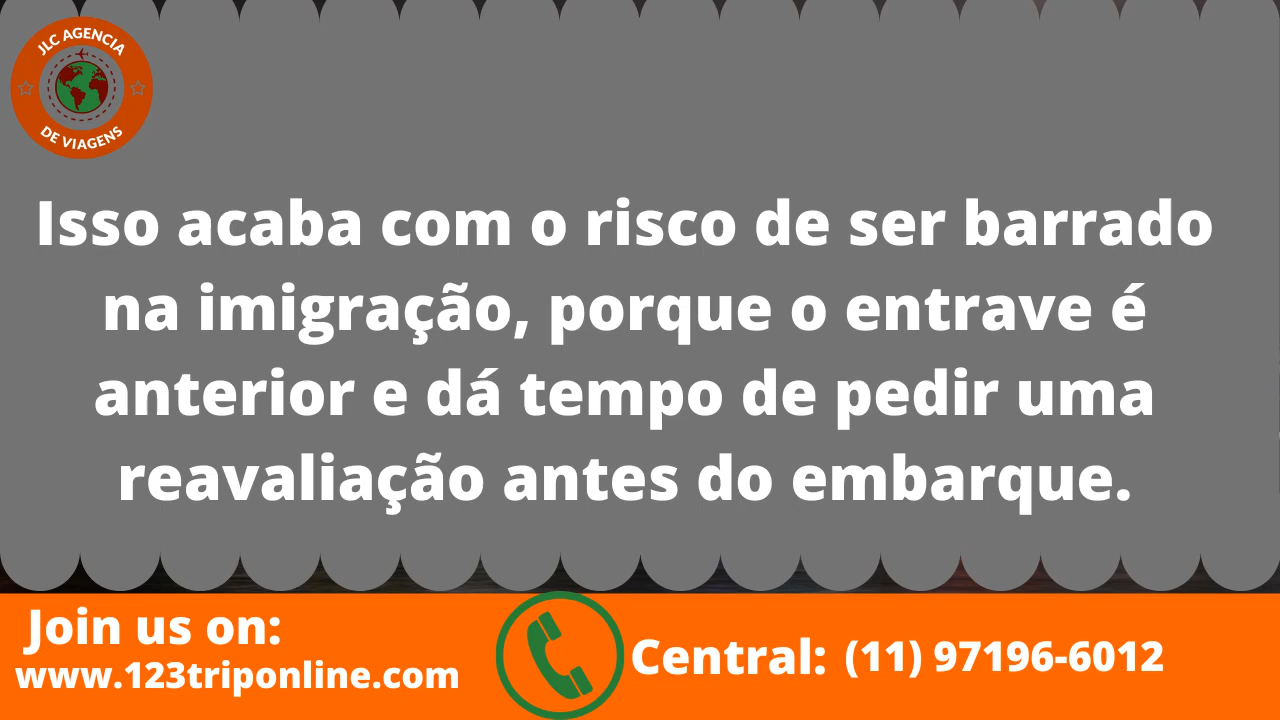 JLC AGENCIA
DE VIAGENS
Isso acaba com o risco de ser barrado
na imigração, porque o entrave é
anterior e dá tempo de pedir uma
reavaliação antes do embarque.
Join us on:
www.123triponline.com
Central: (11) 97196-6012